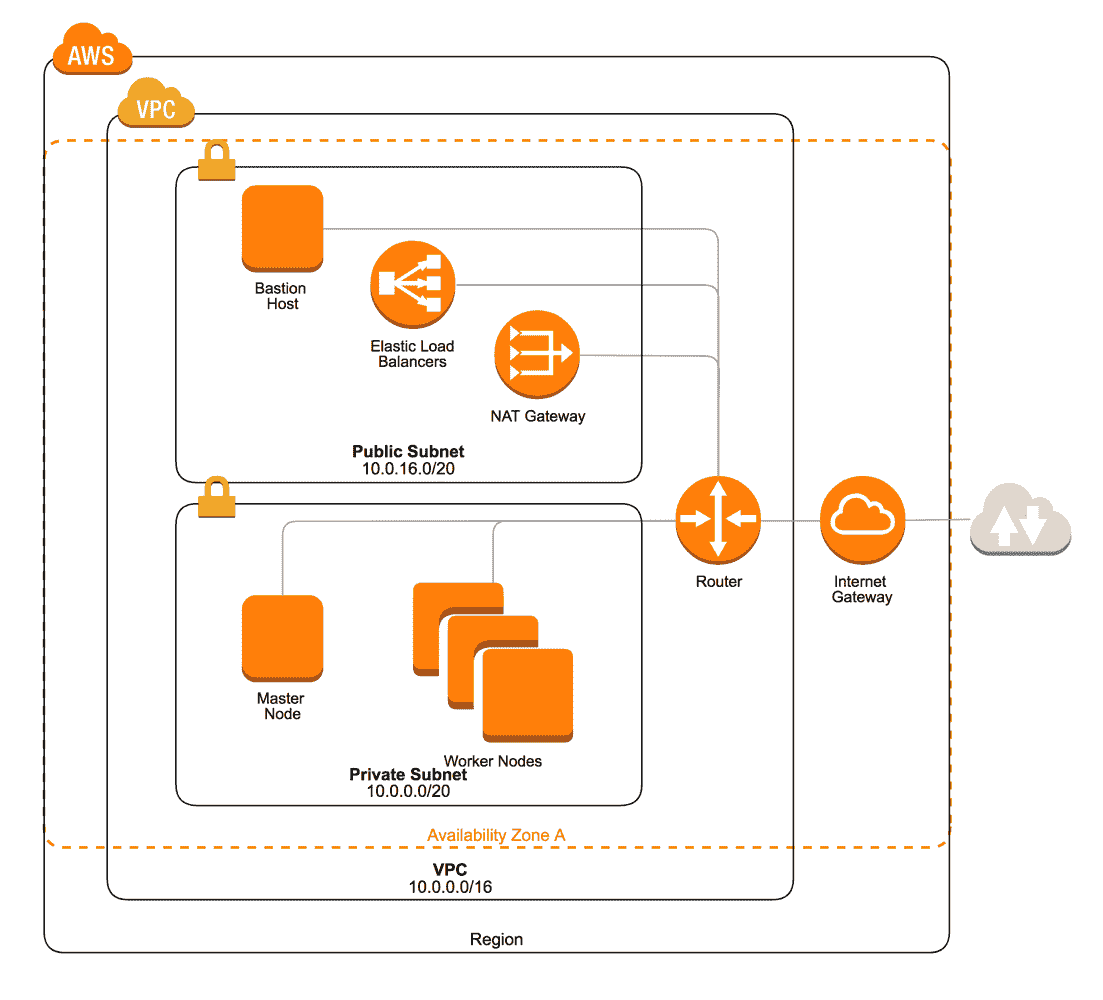 AWS
VPC
Bastion
Host
Elastic Load
Balancers
NAT Gateway
Public Subnet
10.0.16.0/20
Router
Internet
Gateway
Master
Node
Worker Nodes
Private Subnet
10.0.0.0/20
Availability Zone A
VPC
10.0.0.0/16
Region